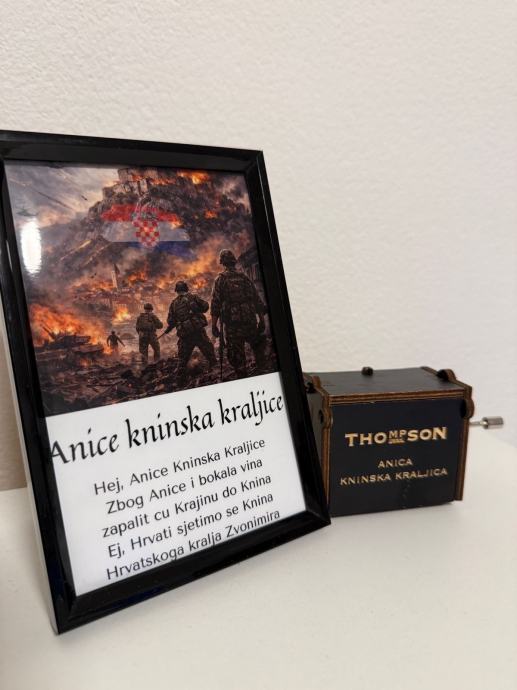 Anice kninska kraljice
Hej, Anice Kninska Kraljice
Zbog Anice i bokala vina
zapalit cu Krajinu do Knina
Ej, Hrvati sjetimo se Knina
Hrvatskoga kralja Zvonimira
THOMPSON
ANICA
KNINSKA KRALJICA